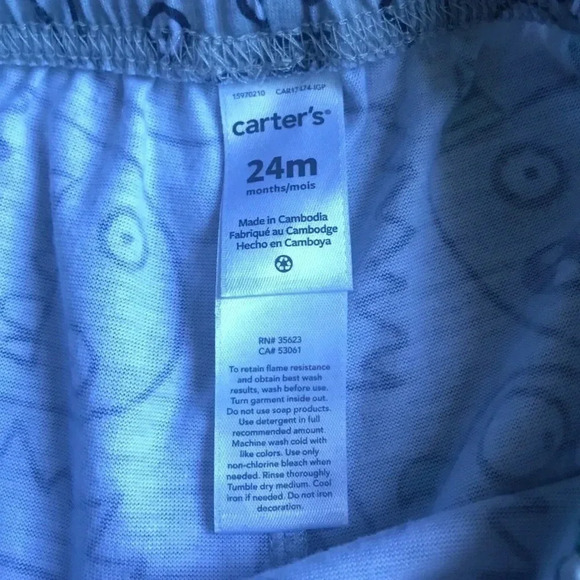 15970210 CA#17474-IGP
carter's®
24m
months/mois
Made in Cambodia
Fabriqué au Cambodge
Hecho en Camboya
RN# 35623
CA# 53061
To retain flame resistance
and obtain best wash
results, wash before use.
Turn garment inside out.
Do not use soap products.
Use detergent in full
recommended amount.
Machine wash cold with
like colors. Use only
non-chlorine bleach when
needed. Rinse thoroughly.
Tumble dry medium. Cool
iron if needed. Do not iron
decoration.